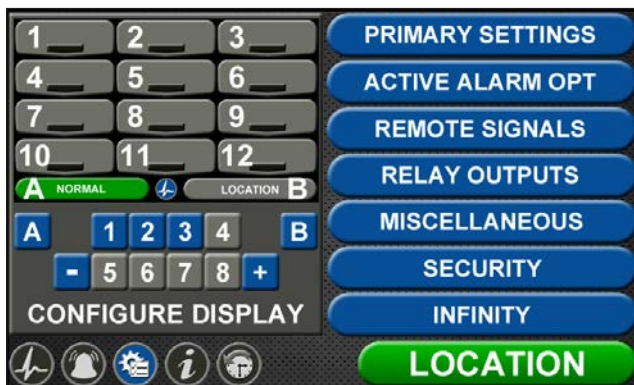 1 2 3
4 5 6
7 8 9
10 11 12
A NORMAL LOCATION B
A 1 2 3 4 B
- 5 6 7 8 +
CONFIGURE DISPLAY
PRIMARY SETTINGS
ACTIVE ALARM OPT
REMOTE SIGNALS
RELAY OUTPUTS
MISCELLANEOUS
SECURITY
INFINITY
i
LOCATION